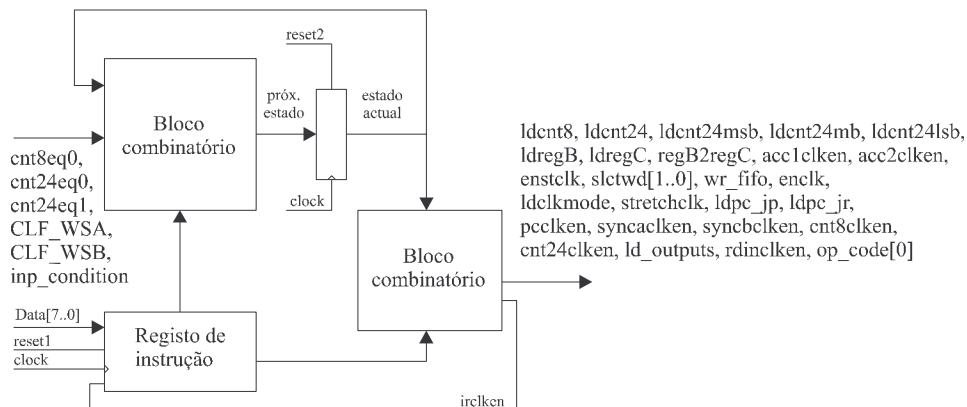 reset2
próx.
estado
estado
actual
Bloco
combinatório
clock
cnt8eq0,
cnt24eq0,
cnt24eq1,
CLF_WSA,
CLF_WSB,
inp_condition
ldcnt8, ldcnt24, ldcnt24msb, ldcnt24mb, ldcnt24lsb,
ldregB, ldregC, regB2regC, acc1clken, acc2clken,
enstclk, slctwd[1..0], wr_fifo, enclk,
ldclkmode, stretchclk, ldpc_jp, ldpc_jr,
pcclken, syncaclken, syncbclken, cnt8clken,
cnt24clken, ld_outputs, rdinclken, op_code[0]
Bloco
combinatório
Data[7..0]
reset1
clock
Registo de
instrução
irclken